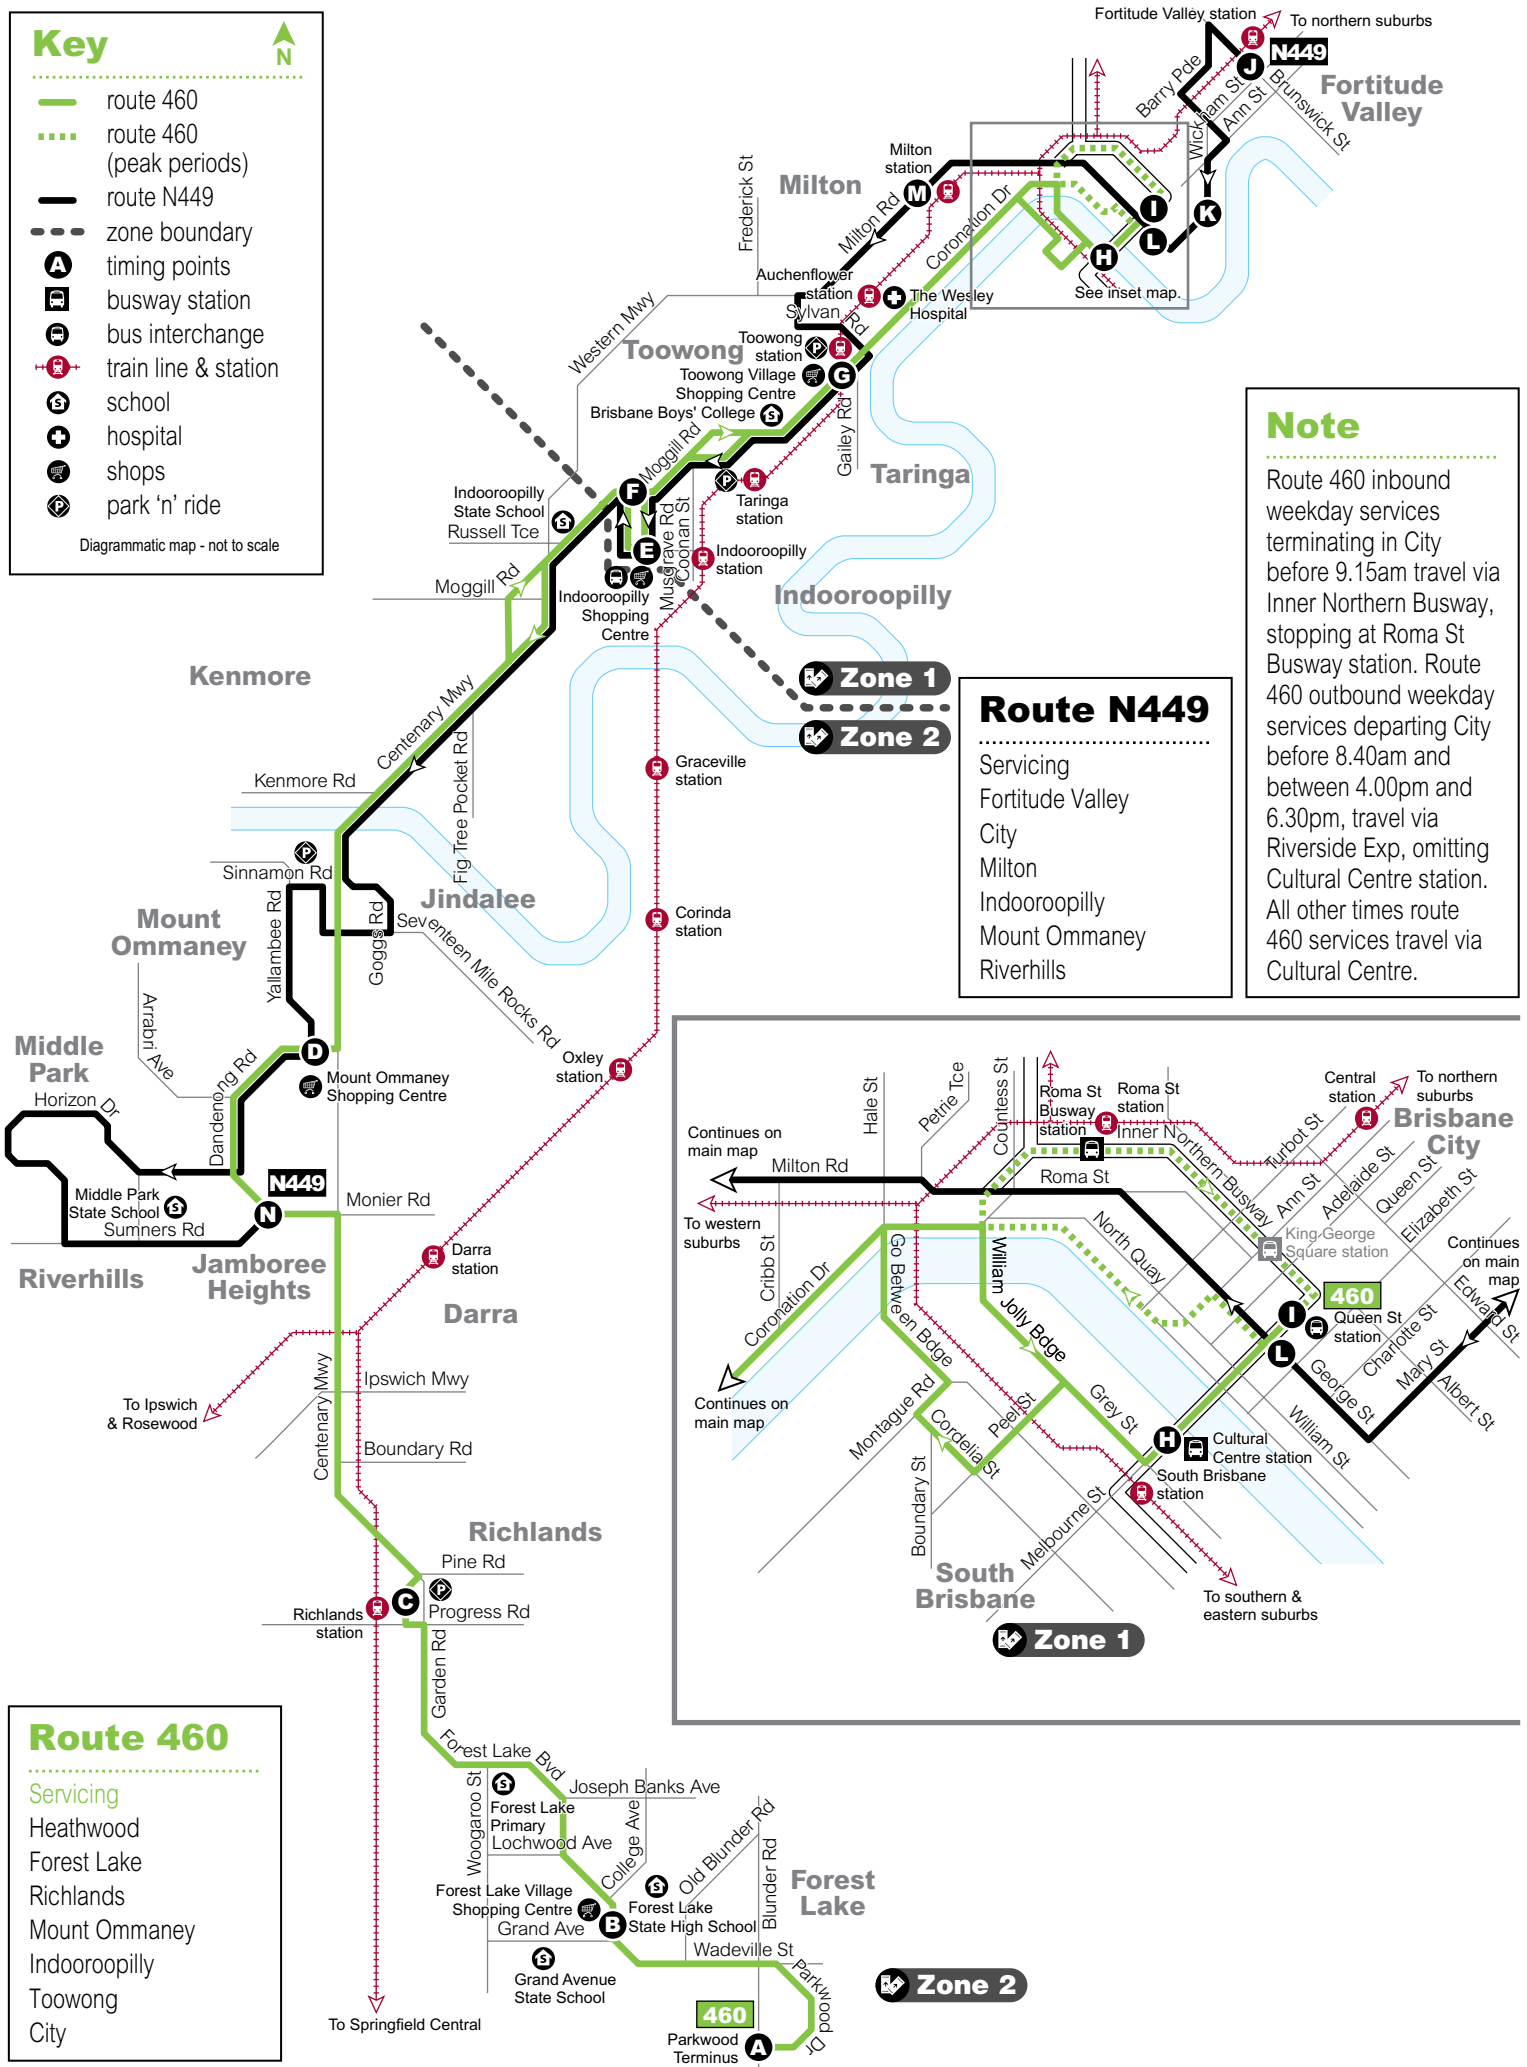 Key
N
route 460
route 460
(peak periods)
route N449
zone boundary
A
timing points
busway station
bus interchange
train line & station
school
hospital
shops
park ‘n’ ride
Diagrammatic map - not to scale
Fortitude Valley station
To northern suburbs
N449
J
Fortitude
Valley
Barry Pde
Wickham St
Ann St
Brunswick St
K
Milton
station
M
Milton
Milton Rd
Frederick St
Coronation Dr
I
L
H
See inset map.
Auchenflower
station
The Wesley
Hospital
Sylvan Rd
Western Mwy
Toowong
Toowong
station
Toowong Village
Shopping Centre
G
Brisbane Boys' College
Gailey Rd
Moggill Rd
Taringa
Taringa
station
Indooroopilly
State School
F
Russell Tce
E
Musgrave Rd
Coonan St
Indooroopilly
station
Moggill Rd
Indooroopilly
Shopping
Centre
Indooroopilly
Zone 1
Zone 2
Kenmore
Centenary Mwy
Fig Tree Pocket Rd
Kenmore Rd
Graceville
station
Sinnamon Rd
Jindalee
Yallambee Rd
Goggs Rd
Seventeen Mile Rocks Rd
Corinda
station
Mount
Ommaney
Arrabri Ave
D
Mount Ommaney
Shopping Centre
Oxley
station
Middle
Park
Horizon Dr
Dandenong Rd
N449
N
Middle Park
State School
Sumners Rd
Monier Rd
Riverhills
Jamboree
Heights
Darra
station
Darra
To Ipswich
& Rosewood
Centenary Mwy
Ipswich Mwy
Boundary Rd
Richlands
Pine Rd
C
Richlands
station
Progress Rd
Garden Rd
Forest Lake Bvd
Woogaroo St
Forest Lake
Primary
Joseph Banks Ave
Lochwood Ave
College Ave
Old Blunder Rd
Blunder Rd
Forest
Lake
Forest Lake Village
Shopping Centre
B
Forest Lake
State High School
Grand Ave
Grand Avenue
State School
Wadeville St
Parkwood Dr
Zone 2
460
Parkwood
Terminus
A
To Springfield Central
Route N449
Servicing
Fortitude Valley
City
Milton
Indooroopilly
Mount Ommaney
Riverhills
Note
Route 460 inbound
weekday services
terminating in City
before 9.15am travel via
Inner Northern Busway,
stopping at Roma St
Busway station. Route
460 outbound weekday
services departing City
before 8.40am and
between 4.00pm and
6.30pm, travel via
Riverside Exp, omitting
Cultural Centre station.
All other times route
460 services travel via
Cultural Centre.
Continues on
main map
Hale St
Petrie Tce
Countess St
Roma St
Busway
station
Roma St
station
Central
station
To northern
suburbs
Brisbane
City
Milton Rd
Inner Northern Busway
Roma St
Turbot St
Ann St
Adelaide St
Queen St
Elizabeth St
To western
suburbs
Cribb St
Coronation Dr
Go Between Bdge
William Jolly Bdge
North Quay
King George
Square station
Continues
on main
map
460
I
Queen St
station
L
Edward St
Charlotte St
Mary St
Albert St
George St
William St
Continues on
main map
Montague Rd
Cordelia St
Peel St
Grey St
H
Cultural
Centre station
South Brisbane
station
Boundary St
Melbourne St
South
Brisbane
Zone 1
To southern &
eastern suburbs
Route 460
Servicing
Heathwood
Forest Lake
Richlands
Mount Ommaney
Indooroopilly
Toowong
City